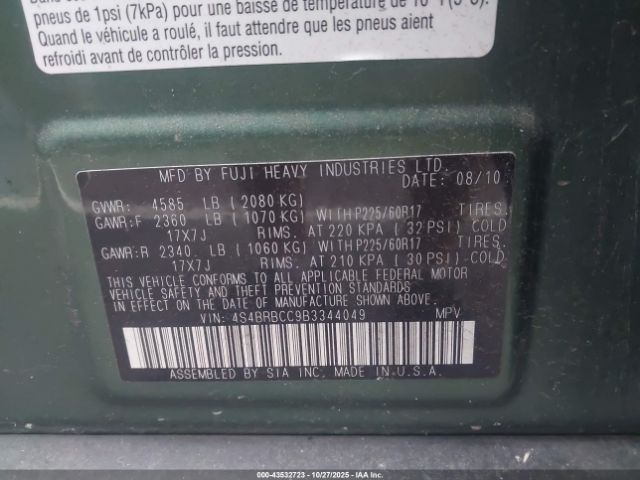 pneus de 1psi (7kPa) pour une baisse de température de
Quand le véhicule a roulé, il faut attendre que les pneus aient
refroidi avant de contrôler la pression.
MFD BY FUJI HEAVY INDUSTRIES LTD.
DATE: 08/10
GVWR: 4585 LB (2080 KG)
GAWR:F 2360 LB (1070 KG) WITH P225/60R17 TIRES,
17X7J RIMS, AT 220 KPA (32 PSI) COLD
GAWR:R 2340 LB (1060 KG) WITH P225/60R17 TIRES,
17X7J RIMS, AT 210 KPA (30 PSI) COLD
THIS VEHICLE CONFORMS TO ALL APPLICABLE FEDERAL MOTOR
VEHICLE SAFETY AND THEFT PREVENTION STANDARDS
IN EFFECT ON THE DATE OF MANUFACTURE SHOWN ABOVE.
VIN: 4S4BRBCC9B3344049 MPV
ASSEMBLED BY SIA INC. MADE IN U.S.A.
00-43532723 | 10/27/2025 | Copyright © IAA, LLC